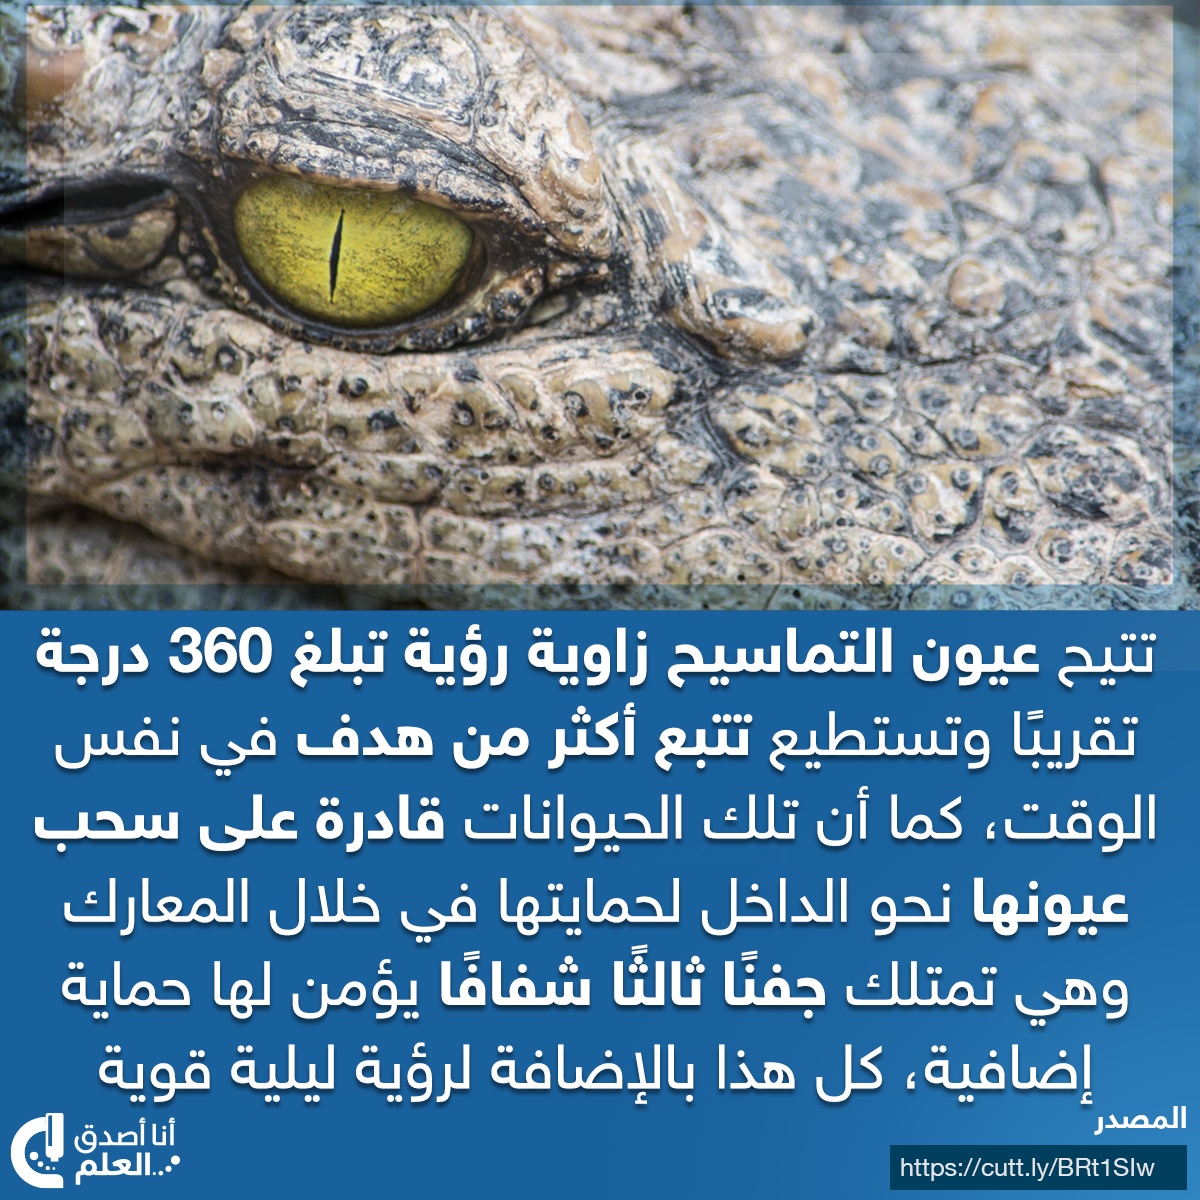 تتيح عيون التماسيح زاوية رؤية تبلغ 360 درجة
تقريبًا وتستطيع تتبع أكثر من هدف في نفس
الوقت، كما أن تلك الحيوانات قادرة على سحب
عيونها نحو الداخل لحمايتها في خلال المعارك
وهي تمتلك جفنًا ثالثًا شفافًا يؤمن لها حماية
إضافية، كل هذا بالإضافة لرؤية ليلية قوية
المصدر
https://cutt.ly/BRt1SIw
أنا أصدق
العلم...